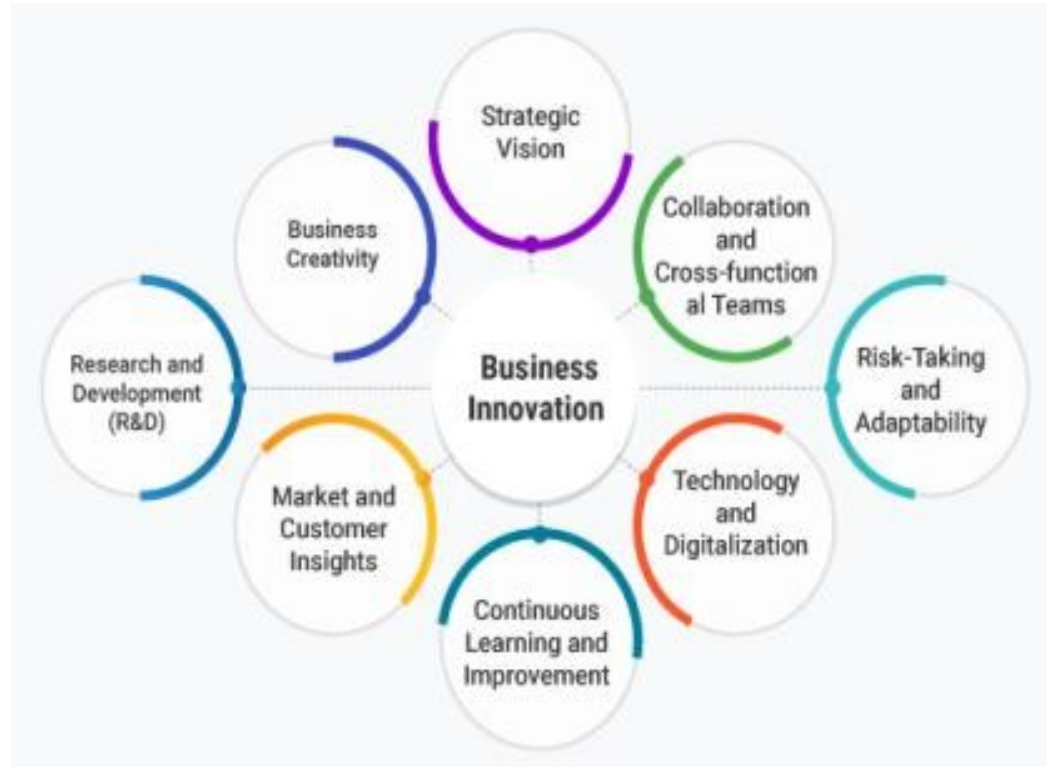 Strategic
Vision
Business
Creativity
Collaboration
and
Cross-function
al Teams
Research and
Development
(R&D)
Business
Innovation
Risk-Taking
and
Adaptability
Market and
Customer
Insights
Technology
and
Digitalization
Continuous
Learning and
Improvement